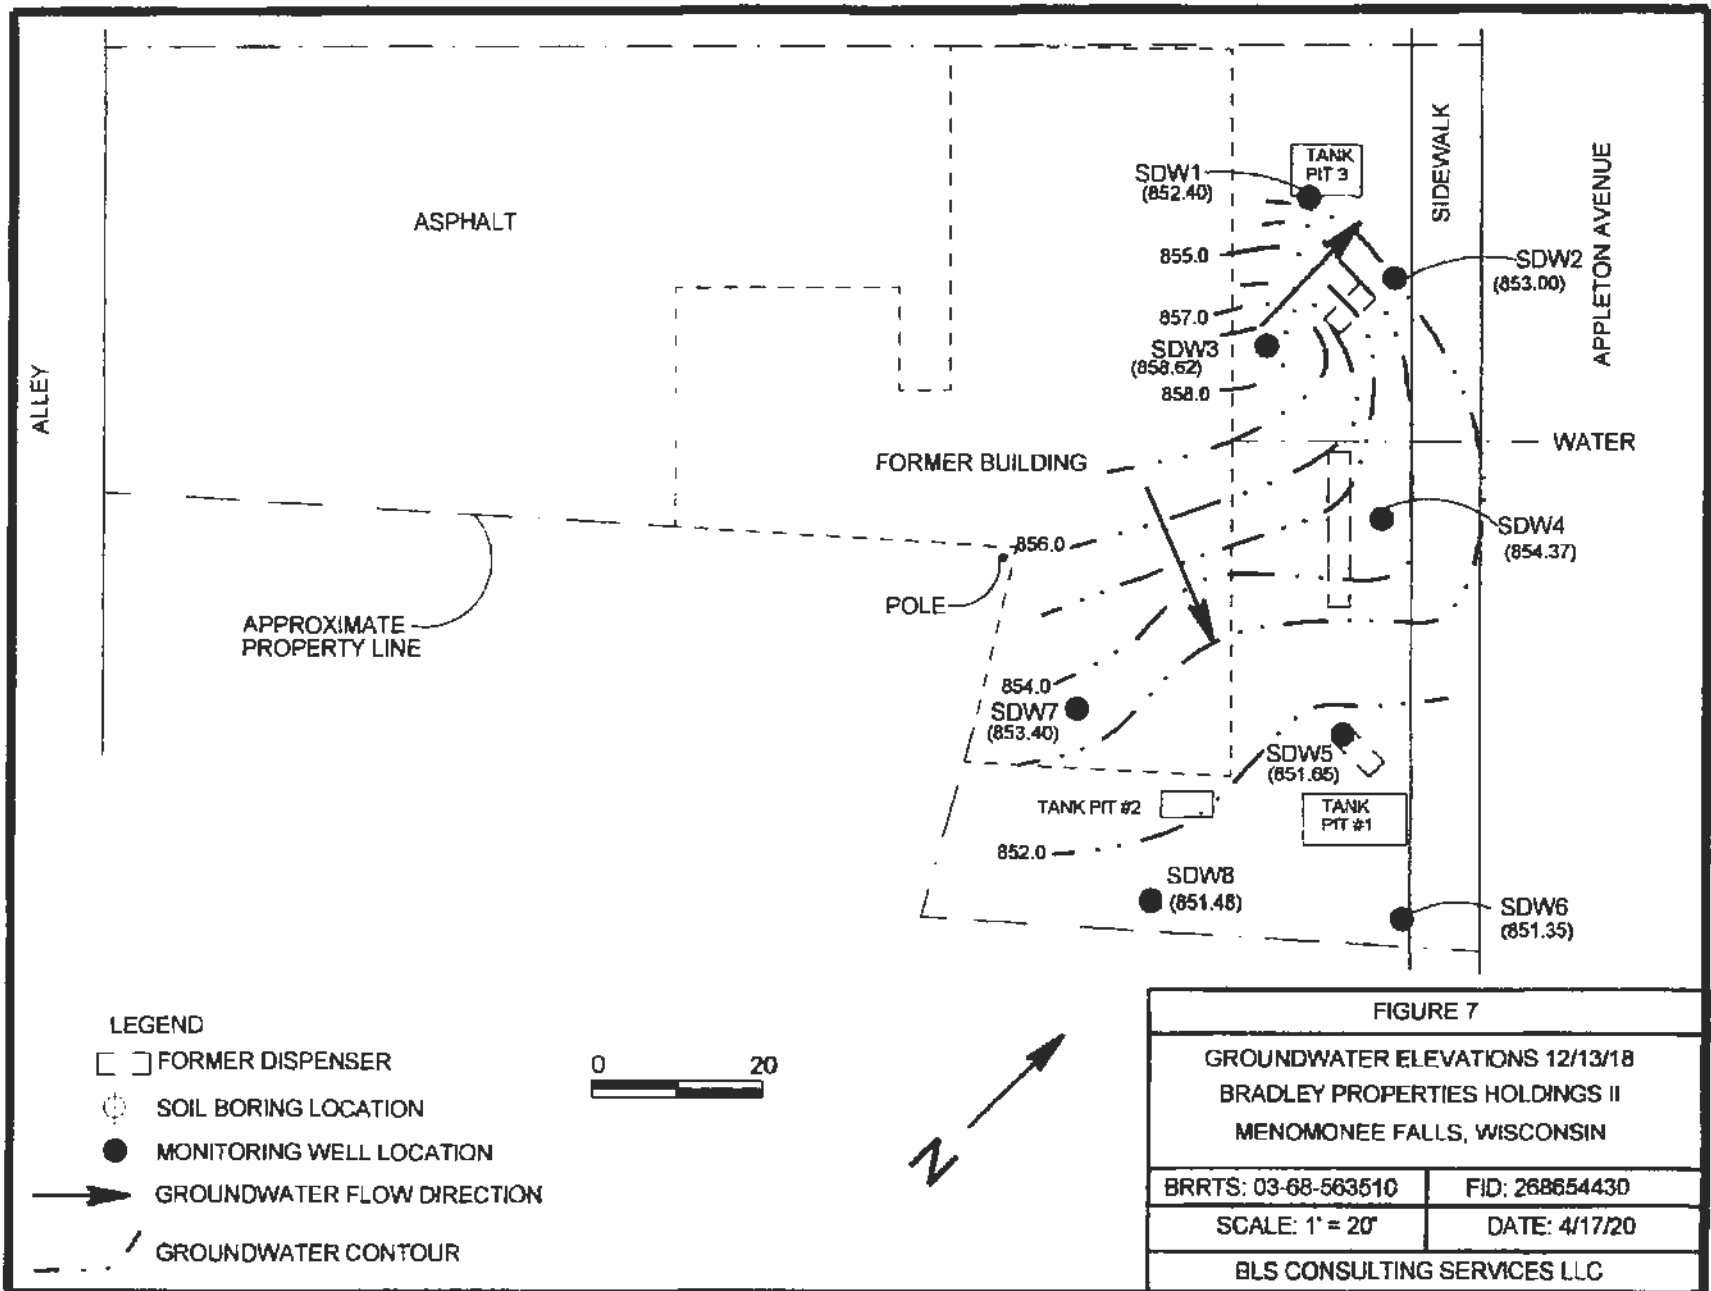 TANK
PIT 3
SDW1
(852.40)
SIDEWALK
APPLETON AVENUE
ASPHALT
855.0
SDW2
(853.00)
857.0
SDW3
(858.62)
858.0
ALLEY
WATER
FORMER BUILDING
856.0
SDW4
(854.37)
POLE
APPROXIMATE
PROPERTY LINE
854.0
SDW7
(853.40)
SDW5
(851.65)
TANK PIT #2
TANK
PIT #1
852.0
SDW8
(851.48)
SDW6
(851.35)
LEGEND
FORMER DISPENSER
SOIL BORING LOCATION
MONITORING WELL LOCATION
GROUNDWATER FLOW DIRECTION
GROUNDWATER CONTOUR
0 20
N
FIGURE 7
GROUNDWATER ELEVATIONS 12/13/18
BRADLEY PROPERTIES HOLDINGS II
MENOMONEE FALLS, WISCONSIN
BRRTS: 03-68-563510 FID: 268654430
SCALE: 1" = 20" DATE: 4/17/20
BLS CONSULTING SERVICES LLC